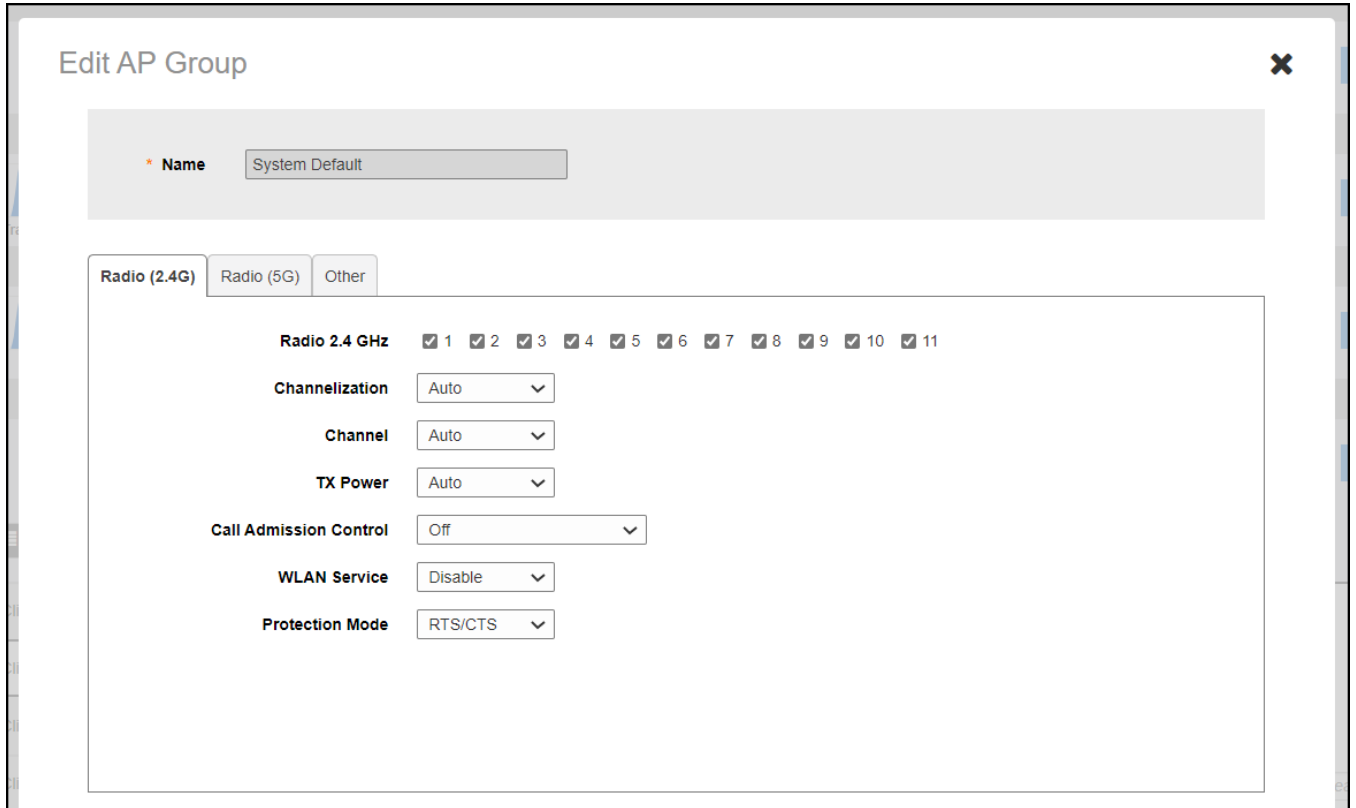 Edit AP Group
* Name System Default
Radio (2.4G) Radio (5G) Other
Radio 2.4 GHz 1 2 3 4 5 6 7 8 9 10 11
Channelization Auto
Channel Auto
TX Power Auto
Call Admission Control Off
WLAN Service Disable
Protection Mode RTS/CTS